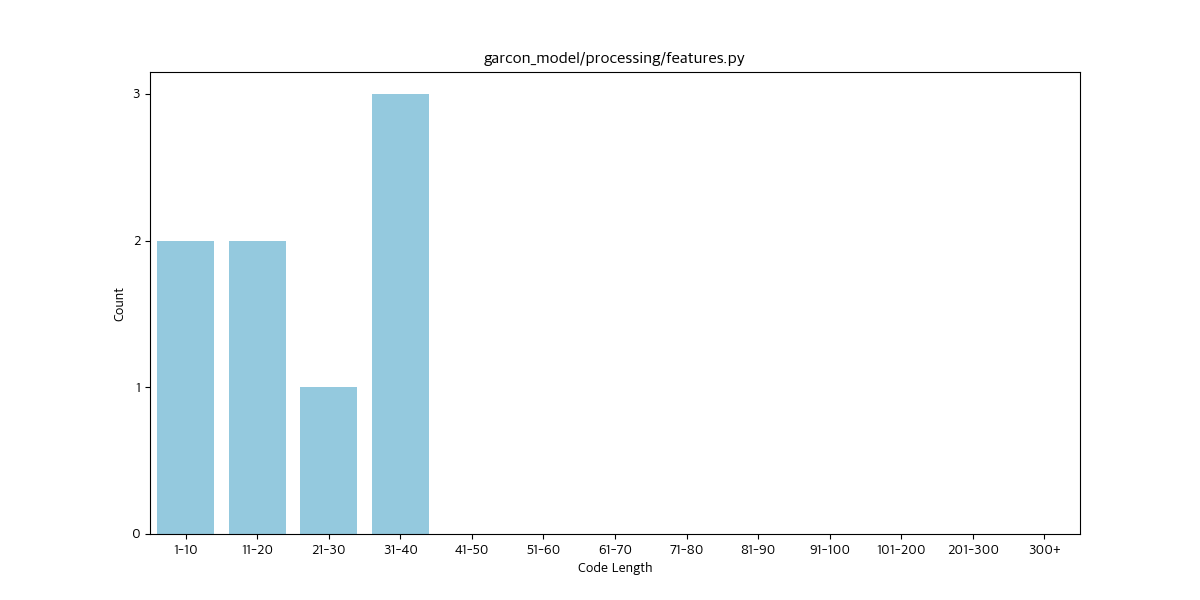 garcon_model/processing/features.py
3
2
1
0
Count
1-10 11-20 21-30 31-40 41-50 51-60 61-70 71-80 81-90 91-100 101-200 201-300 300+
Code Length